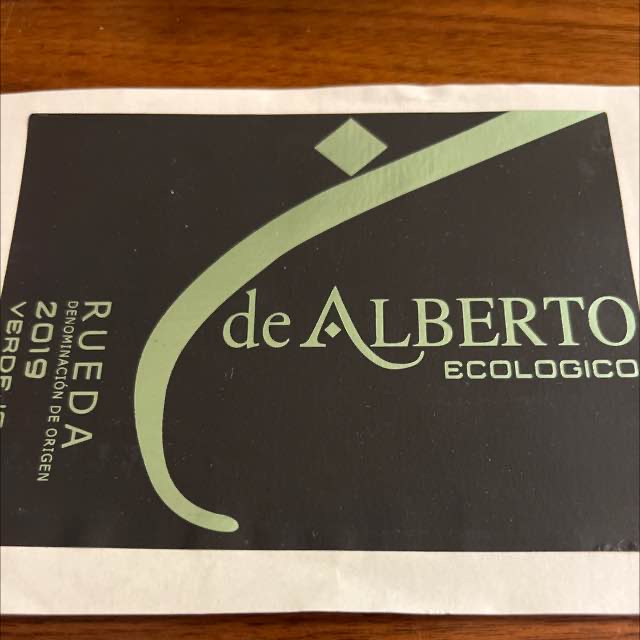 de ALBERTO
ECOLOGICO
RUEDA
DENOMINACIÓN DE ORIGEN
2019